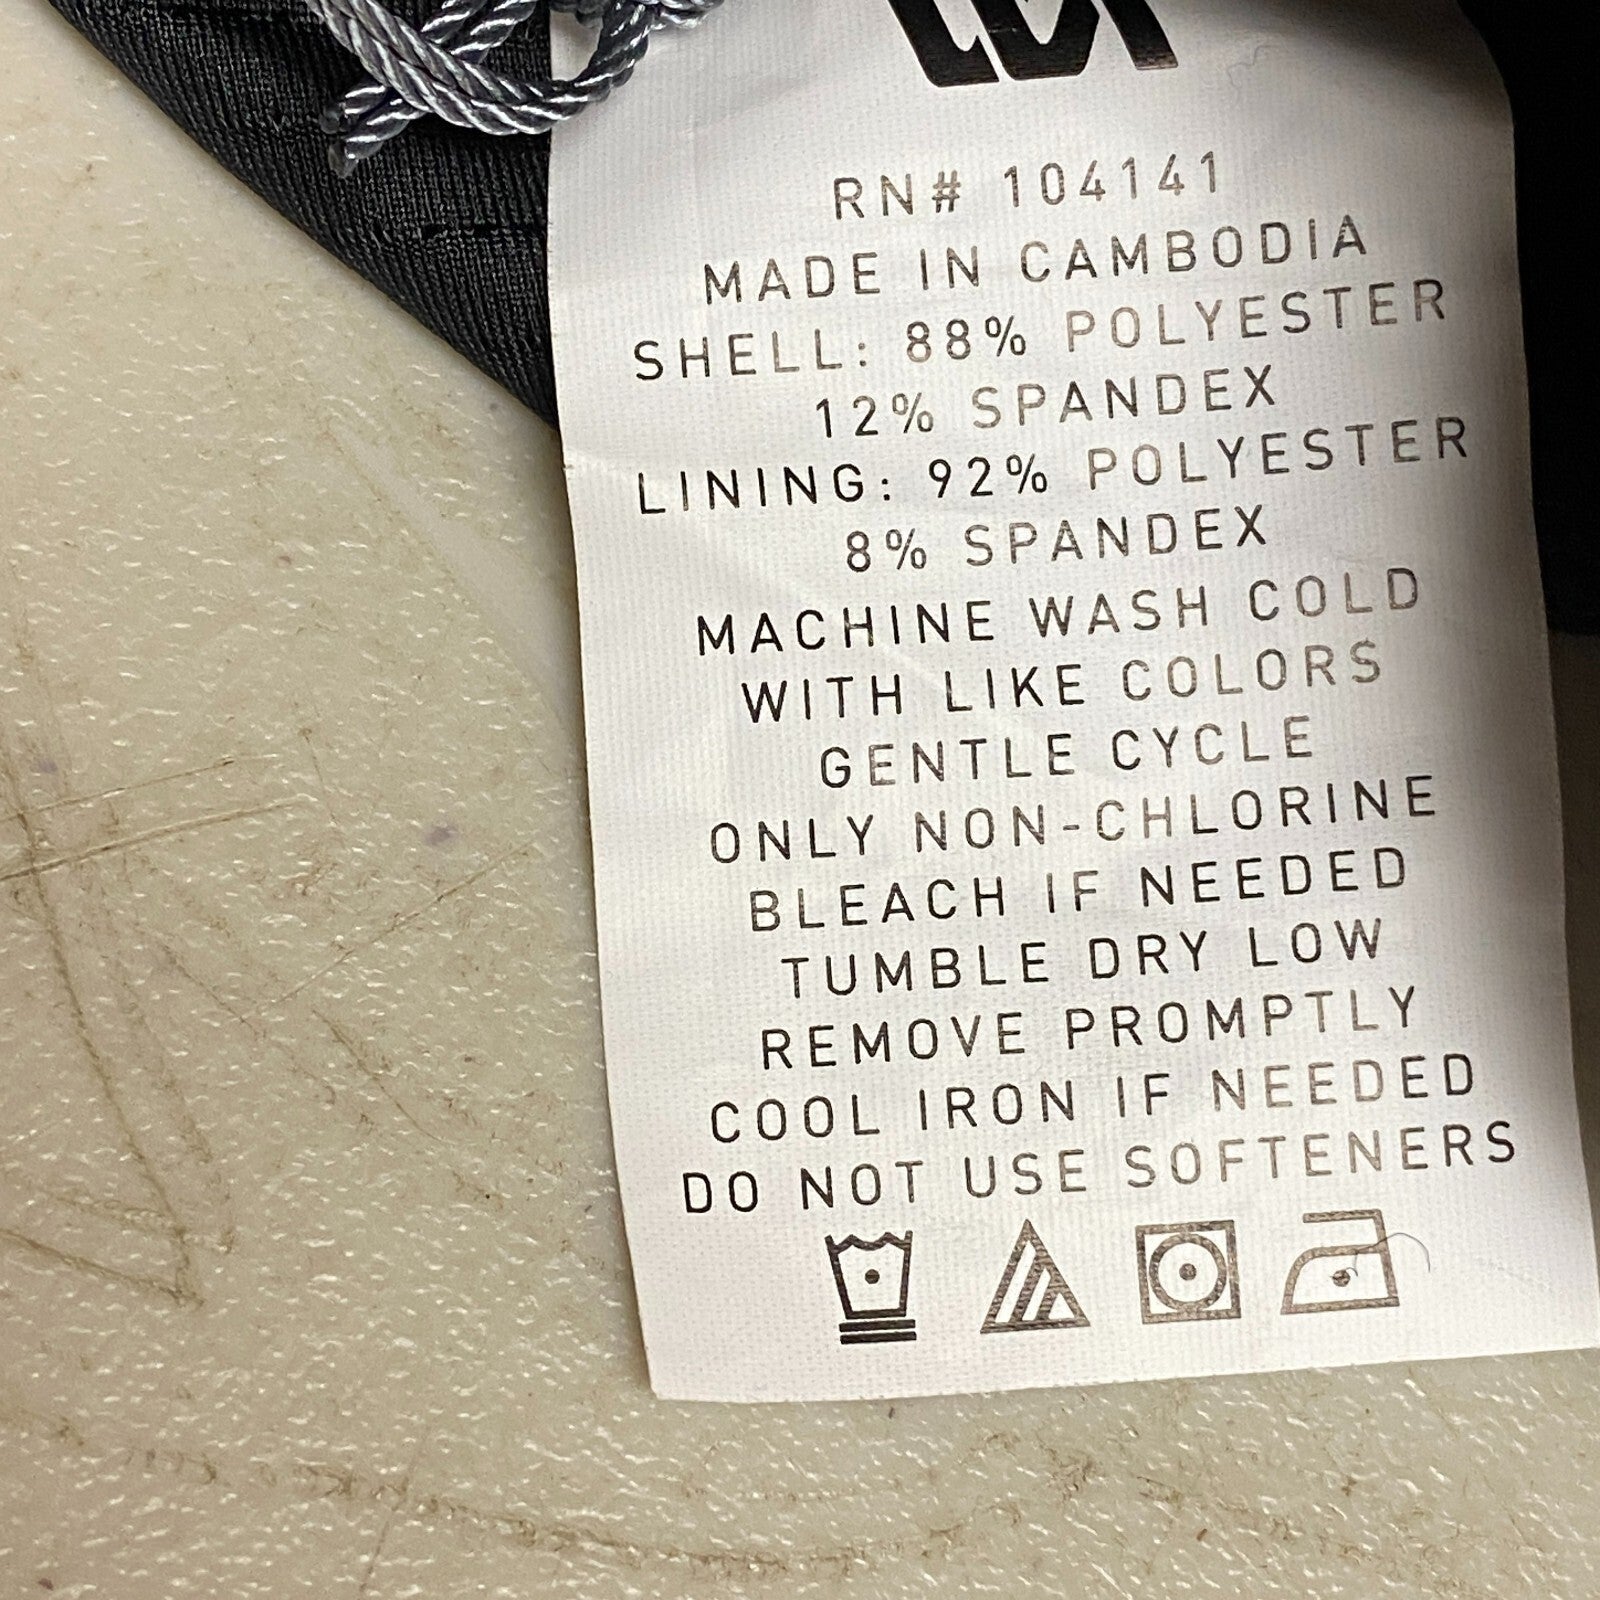 RN# 104141
MADE IN CAMBODIA
SHELL: 88% POLYESTER
12% SPANDEX
LINING: 92% POLYESTER
8% SPANDEX
MACHINE WASH COLD
WITH LIKE COLORS
GENTLE CYCLE
ONLY NON-CHLORINE
BLEACH IF NEEDED
TUMBLE DRY LOW
REMOVE PROMPTLY
COOL IRON IF NEEDED
DO NOT USE SOFTENERS